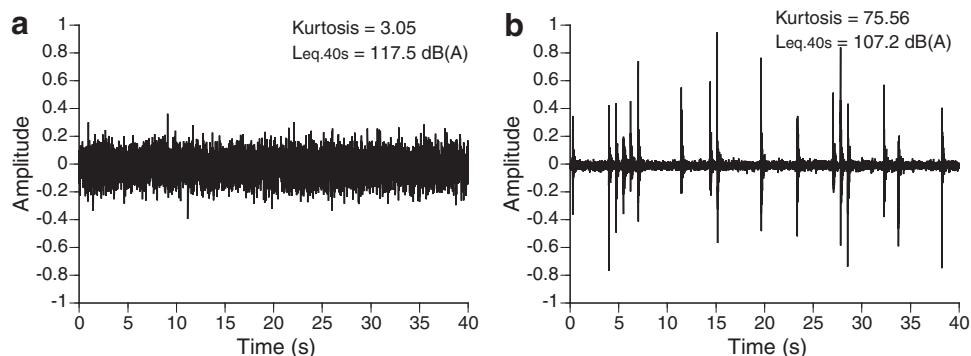 a
Kurtosis = 3.05
Leq.40s = 117.5 dB(A)
1
0.8
0.6
0.4
0.2
0
-0.2
-0.4
-0.6
-0.8
-1
Amplitude
0 5 10 15 20 25 30 35 40
Time (s)
b
Kurtosis = 75.56
Leq.40s = 107.2 dB(A)
1
0.8
0.6
0.4
0.2
0
-0.2
-0.4
-0.6
-0.8
-1
Amplitude
0 5 10 15 20 25 30 35 40
Time (s)